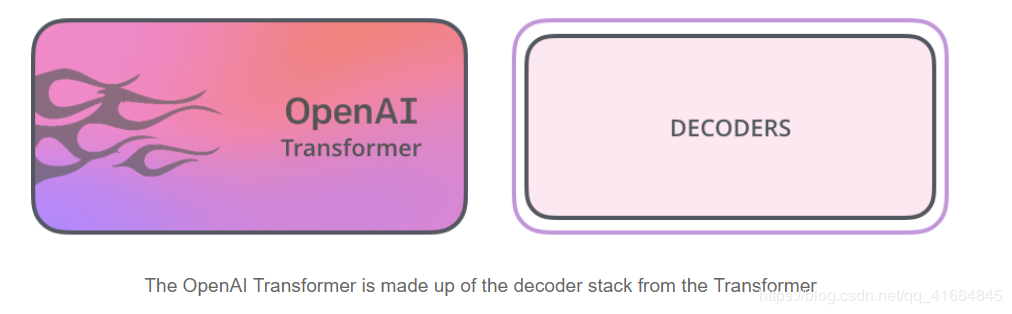 OpenAI
Transformer
DECODERS
The OpenAI Transformer is made up of the decoder stack from the Transformer
https://blog.csdn.net/qq_41664845